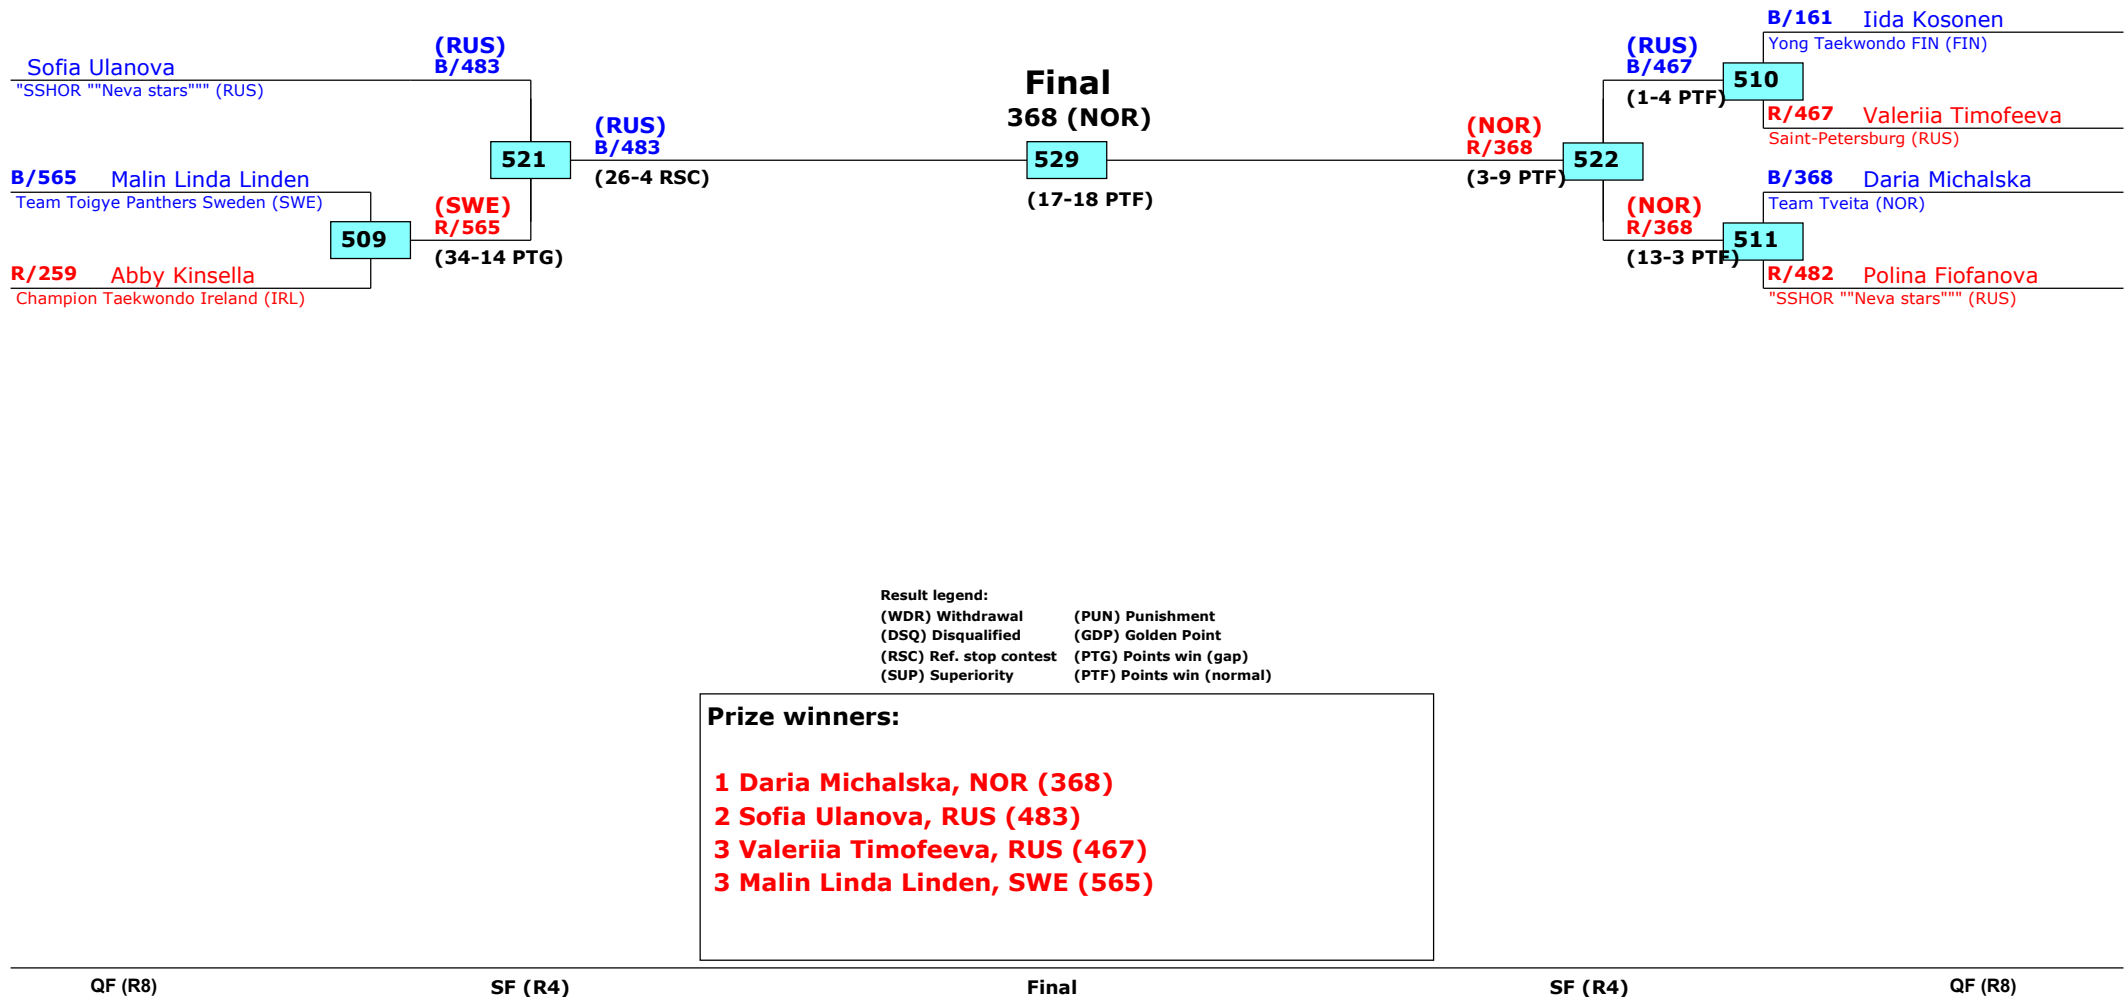 B/161 Iida Kosonen
(RUS)
(RUS)
Yong Taekwondo FIN (FIN)
Sofia Ulanova
B/483
Final
B/467
510
"SSHOR ""Neva stars""" (RUS)
(1-4 PTF)
368 (NOR)
(RUS)
(NOR)
R/467 Valeriia Timofeeva
B/483
R/368
Saint-Petersburg (RUS)
521
529
522
(26-4 RSC)
(3-9 PTF)
B/565 Malin Linda Linden
B/368 Daria Michalska
(17-18 PTF)
Team Toigye Panthers Sweden (SWE)
(SWE)
(NOR)
Team Tveita (NOR)
R/565
R/368
509
511
(34-14 PTG)
(13-3 PTF)
R/259 Abby Kinsella
R/482 Polina Fiofanova
Champion Taekwondo Ireland (IRL)
"SSHOR ""Neva stars""" (RUS)
Result legend:
(WDR) Withdrawal (PUN) Punishment
(DSQ) Disqualified (GDP) Golden Point
(RSC) Ref. stop contest (PTG) Points win (gap)
(SUP) Superiority (PTF) Points win (normal)
Prize winners:
1 Daria Michalska, NOR (368)
2 Sofia Ulanova, RUS (483)
3 Valeriia Timofeeva, RUS (467)
3 Malin Linda Linden, SWE (565)
QF (R8) SF (R4) Final SF (R4) QF (R8)